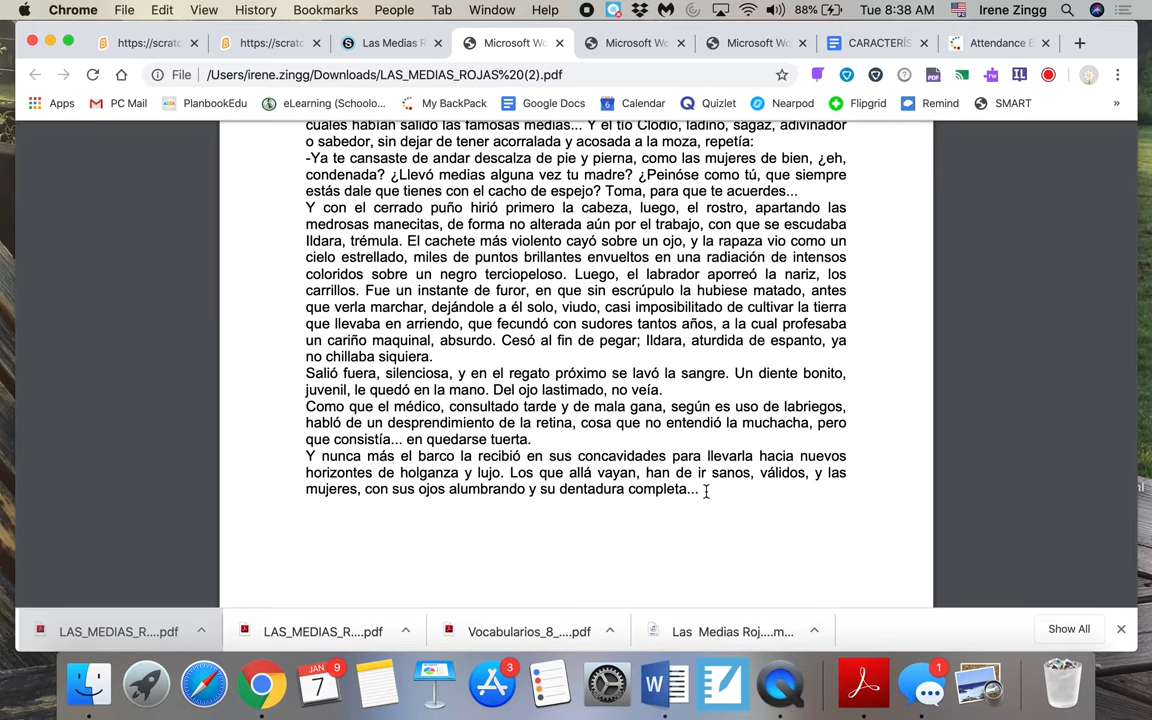 Chrome File Edit View History Bookmarks People Tab Window Help 88% Tue 8:38 AM Irene Zingg
https://scratc https://scratc Las Medias R Microsoft Wo Microsoft Wo Microsoft Wo CARACTERÍS Attendance E
File /Users/irene.zingg/Downloads/LAS_MEDIAS_ROJAS%20(2).pdf
Apps PC Mail PlanbookEdu eLearning (Schoolo... My BackPack Google Docs Calendar Quizlet Nearpod Flipgrid Remind SMART »
cuales habían salido las famosas medias... Y el tío Clodio, ladino, sagaz, adivinador
o sabedor, sin dejar de tener acorralada y acosada a la moza, repetía:
-Ya te cansaste de andar descalza de pie y pierna, como las mujeres de bien, ¿eh,
condenada? ¿Llevó medias alguna vez tu madre? ¿Peinóse como tú, que siempre
estás dale que tienes con el cacho de espejo? Toma, para que te acuerdes...
Y con el cerrado puño hirió primero la cabeza, luego, el rostro, apartando las
medrosas manecitas, de forma no alterada aún por el trabajo, con que se escudaba
Ildara, trémula. El cachete más violento cayó sobre un ojo, y la rapaza vio como un
cielo estrellado, miles de puntos brillantes envueltos en una radiación de intensos
coloridos sobre un negro terciopeloso. Luego, el labrador aporreó la nariz, los
carrillos. Fue un instante de furor, en que sin escrúpulo la hubiese matado, antes
que verla marchar, dejándole a él solo, viudo, casi imposibilitado de cultivar la tierra
que llevaba en arriendo, que fecundó con sudores tantos años, a la cual profesaba
un cariño maquinal, absurdo. Cesó al fin de pegar; Ildara, aturdida de espanto, ya
no chillaba siquiera.
Salió fuera, silenciosa, y en el regato próximo se lavó la sangre. Un diente bonito,
juvenil, le quedó en la mano. Del ojo lastimado, no veía.
Como que el médico, consultado tarde y de mala gana, según es uso de labriegos,
habló de un desprendimiento de la retina, cosa que no entendió la muchacha, pero
que consistía... en quedarse tuerta.
Y nunca más el barco la recibió en sus concavidades para llevarla hacia nuevos
horizontes de holganza y lujo. Los que allá vayan, han de ir sanos, válidos, y las
mujeres, con sus ojos alumbrando y su dentadura completa...
LAS_MEDIAS_R....pdf LAS_MEDIAS_R....pdf Vocabularios_8_....pdf Las Medias Roj....m... Show All
JAN 9
7 3 1